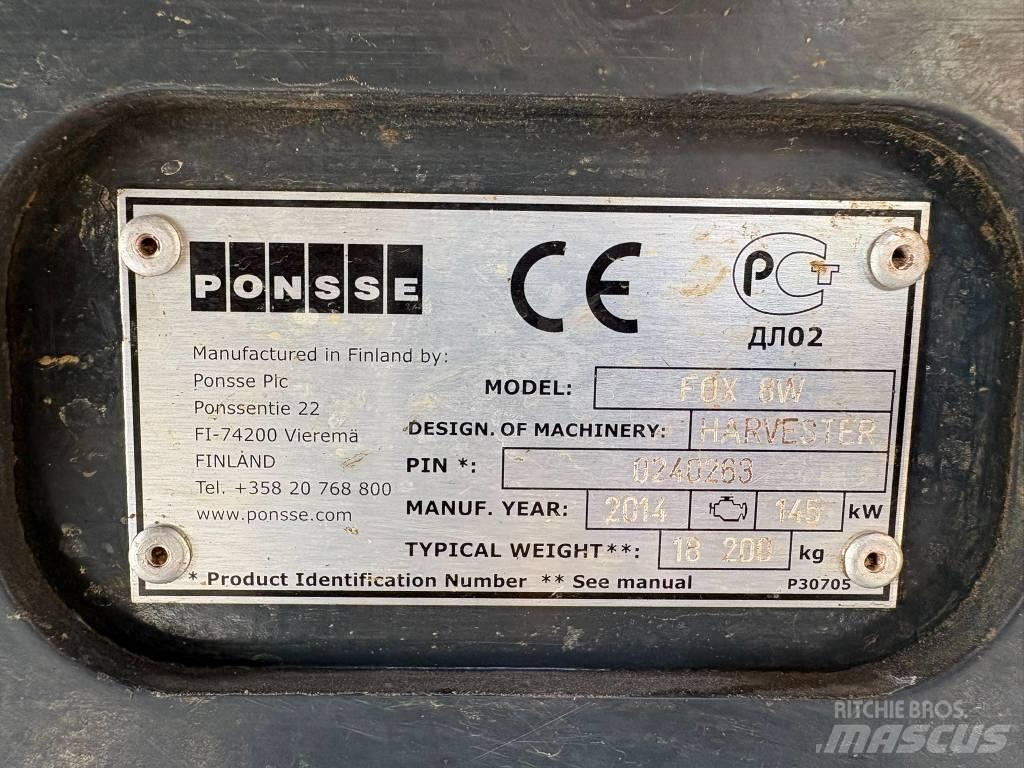 PONSSE
CE
PCT
ДЛ02
Manufactured in Finland by:
Ponsse Plc
Ponssentie 22
FI-74200 Vieremä
FINLAND
Tel. +358 20 768 800
www.ponsse.com
MODEL: FOX 8W
DESIGN. OF MACHINERY: HARVESTER
PIN *: 0240263
MANUF. YEAR: 2014 145 kW
TYPICAL WEIGHT**: 18 200 kg
* Product Identification Number ** See manual P30705
RITCHIE BROS.
MASCUS